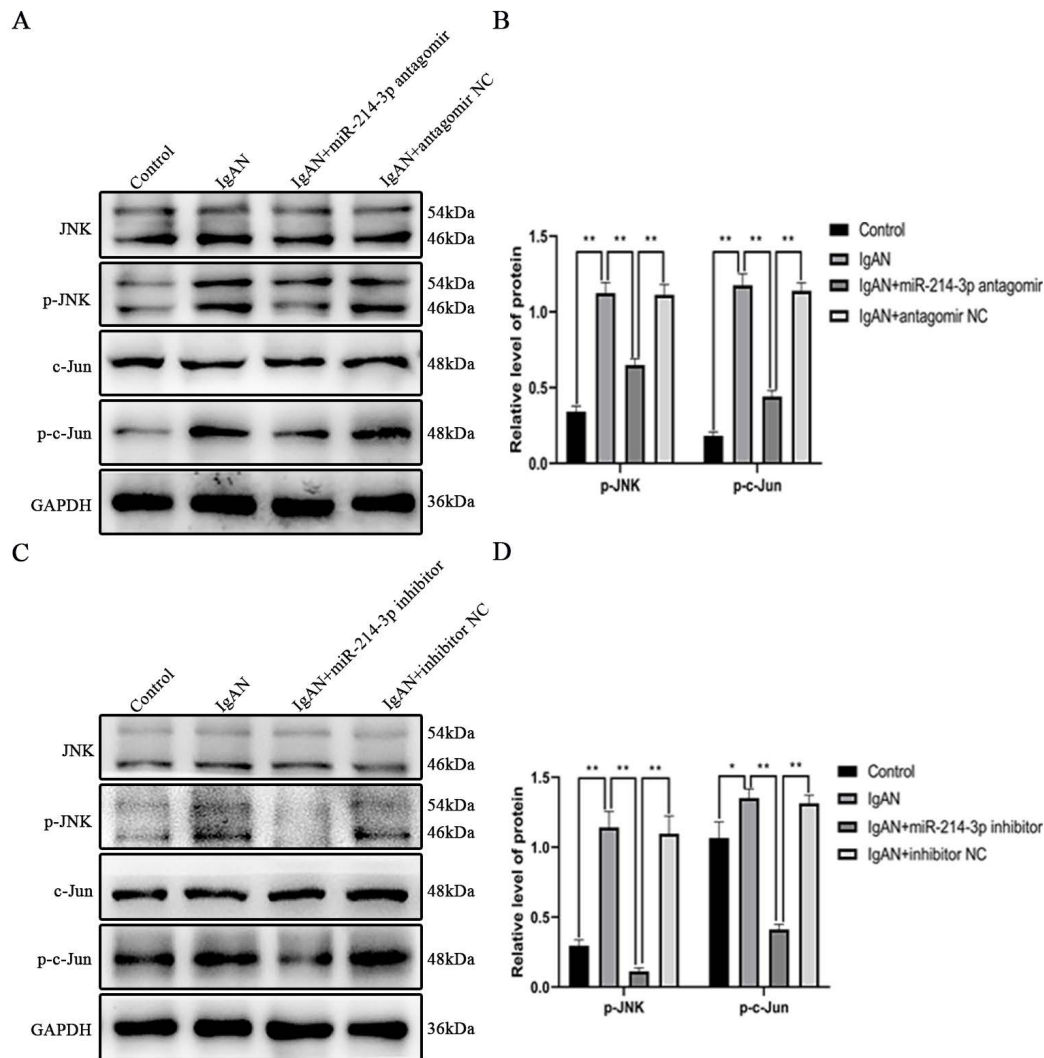 A
Control
IgAN
IgAN+miR-214-3p antagomir
IgAN+antagomir NC
JNK
54kDa
46kDa
p-JNK
54kDa
46kDa
c-Jun
48kDa
p-c-Jun
48kDa
GAPDH
36kDa
B
Relative level of protein
1.5
1.0
0.5
0.0
** ** ** ** ** **
p-JNK
p-c-Jun
Control
IgAN
IgAN+miR-214-3p antagomir
IgAN+antagomir NC
C
Control
IgAN
IgAN+miR-214-3p inhibitor
IgAN+inhibitor NC
JNK
54kDa
46kDa
p-JNK
54kDa
46kDa
c-Jun
48kDa
p-c-Jun
48kDa
GAPDH
36kDa
D
Relative level of protein
1.5
1.0
0.5
0.0
** ** ** * ** **
p-JNK
p-c-Jun
Control
IgAN
IgAN+miR-214-3p inhibitor
IgAN+inhibitor NC